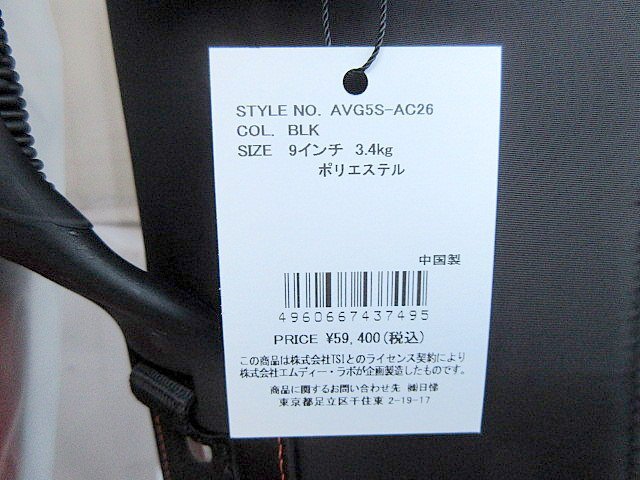 STYLE NO. AVG5S-AC26
COL. BLK
SIZE 9インチ 3.4kg
ポリエステル
中国製
4960667437495
PRICE ¥59,400(税込)
この商品は株式会社TSIとのライセンス契約により
株式会社エムディー・ラボが企画製造したものです。
商品に関するお問い合わせ先 ㈱日
東京都足立区千住東 2-19-17